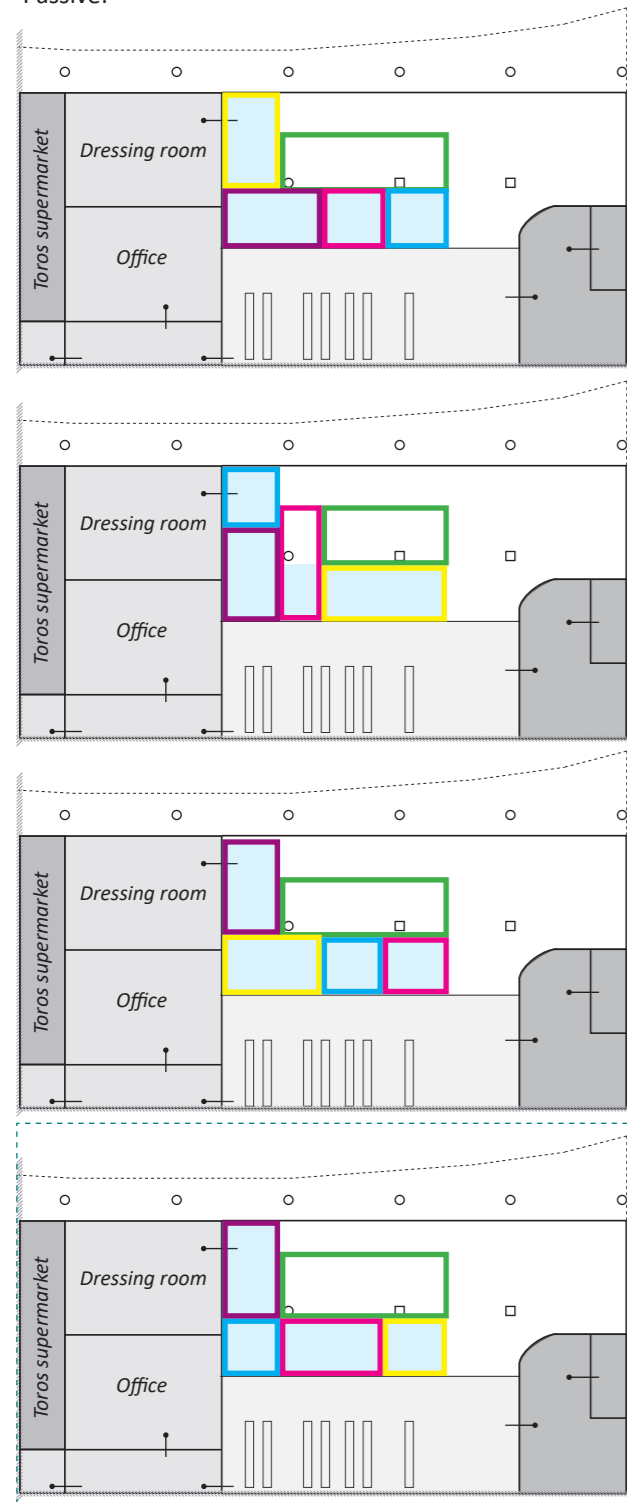 Passive.
Toros supermarket
Dressing room
Office
Toros supermarket
Dressing room
Office
Toros supermarket
Dressing room
Office
Toros supermarket
Dressing room
Office